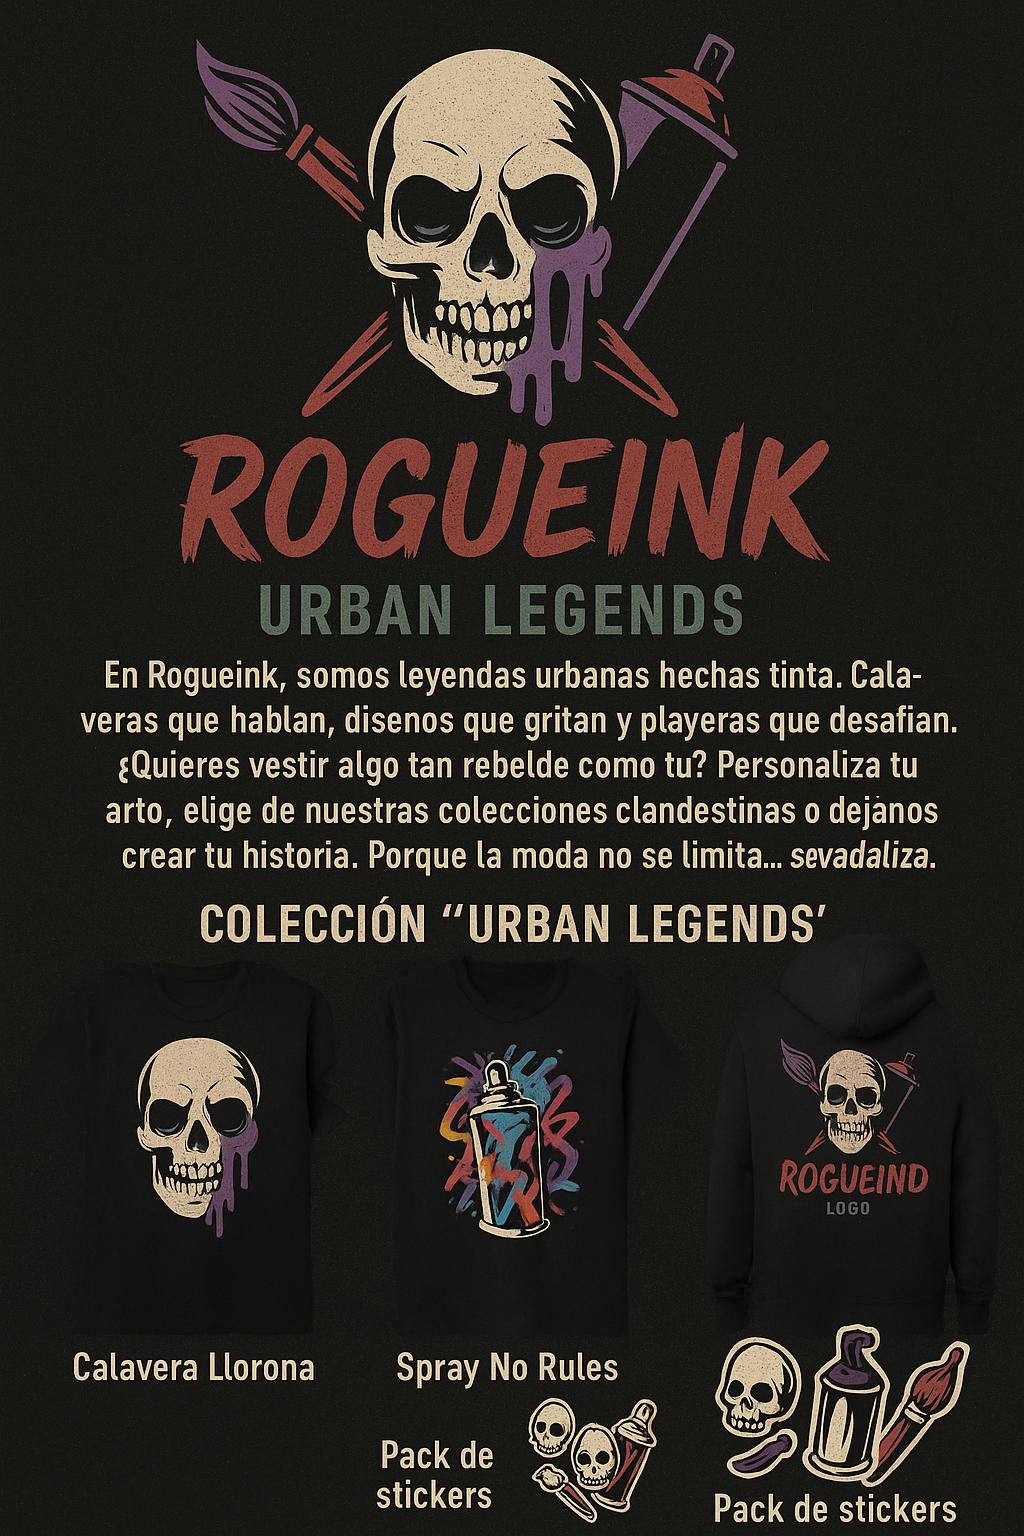 ROGUEINK
URBAN LEGENDS
En Rogueink, somos leyendas urbanas hechas tinta. Cala-
veras que hablan, disenos que gritan y playeras que desafian.
¿Quieres vestir algo tan rebelde como tu? Personaliza tu
arto, elige de nuestras colecciones clandestinas o dejȧnos
crear tu historia. Porque la moda no se limita... sevadaliza.
COLECCIÓN “URBAN LEGENDS’
ROGUEIND
LOGO
Calavera Llorona
Spray No Rules
Pack de
stickers
Pack de stickers